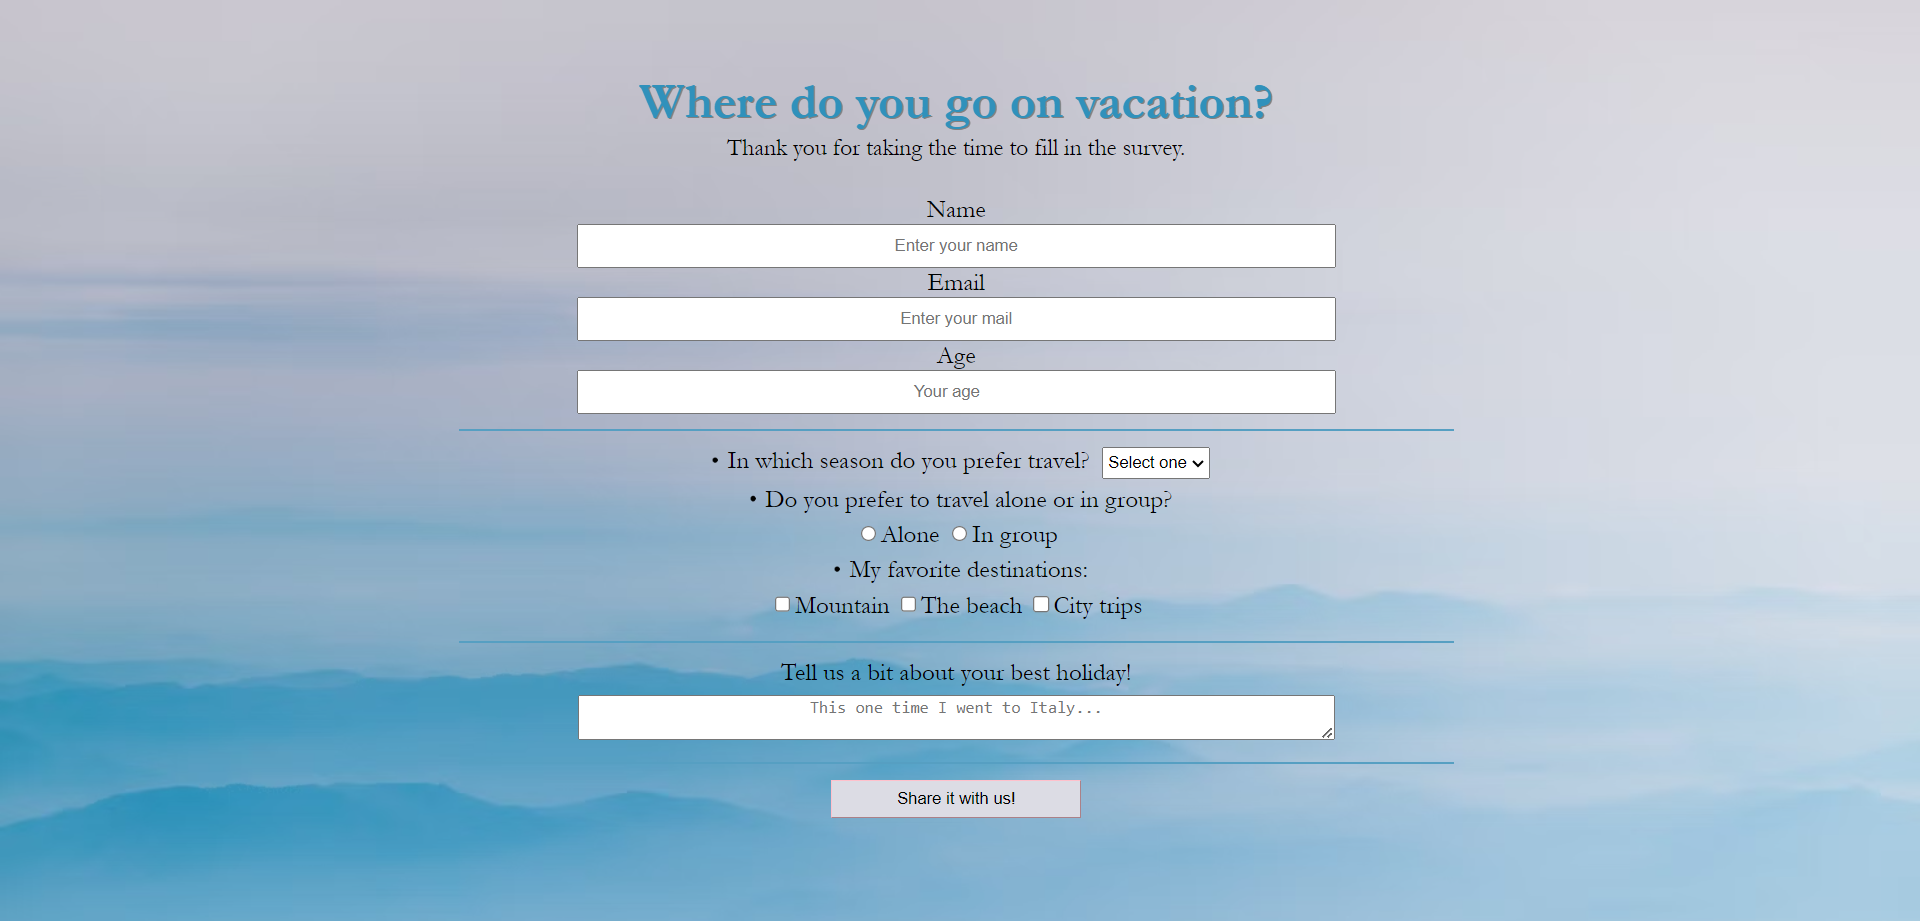 Where do you go on vacation?
Thank you for taking the time to fill in the survey.
Name
Enter your name
Email
Enter your mail
Age
Your age
• In which season do you prefer travel? Select one
• Do you prefer to travel alone or in group?
Alone In group
• My favorite destinations:
Mountain The beach City trips
Tell us a bit about your best holiday!
This one time I went to Italy...
Share it with us!